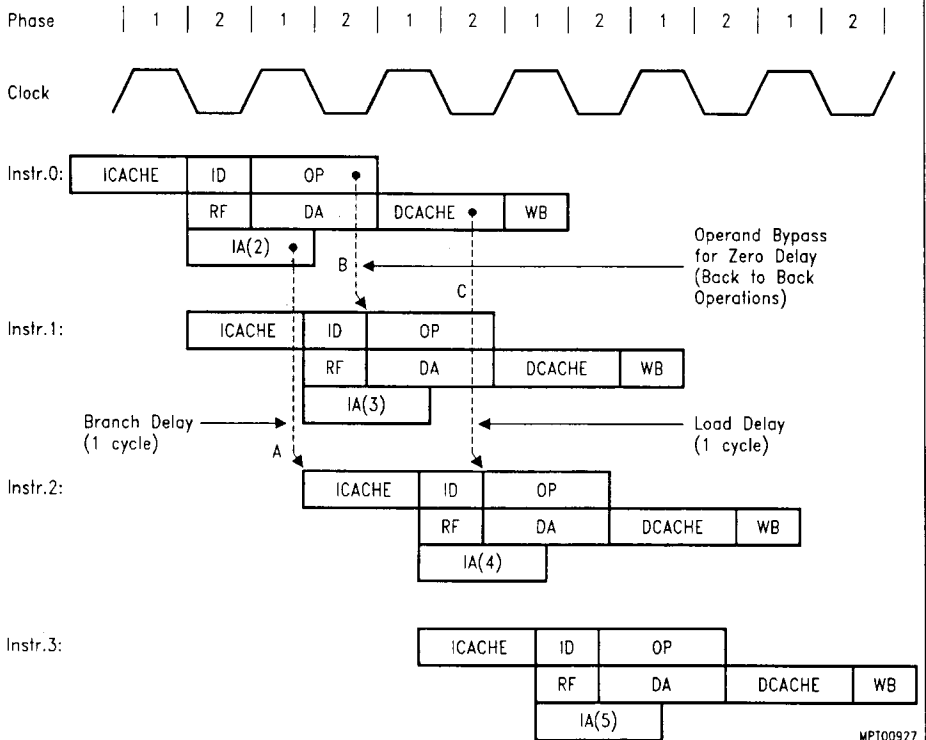 Phase 1 2 1 2 1 2 1 2 1 2 1 2
Clock
Instr.0: ICACHE ID OP
RF DA DCACHE WB
IA(2)
Operand Bypass
for Zero Delay
(Back to Back
Operations)
B
C
Instr.1: ICACHE ID OP
RF DA DCACHE WB
IA(3)
Branch Delay
(1 cycle)
Load Delay
(1 cycle)
A
Instr.2: ICACHE ID OP
RF DA DCACHE WB
IA(4)
Instr.3: ICACHE ID OP
RF DA DCACHE WB
IA(5)
MPT00927